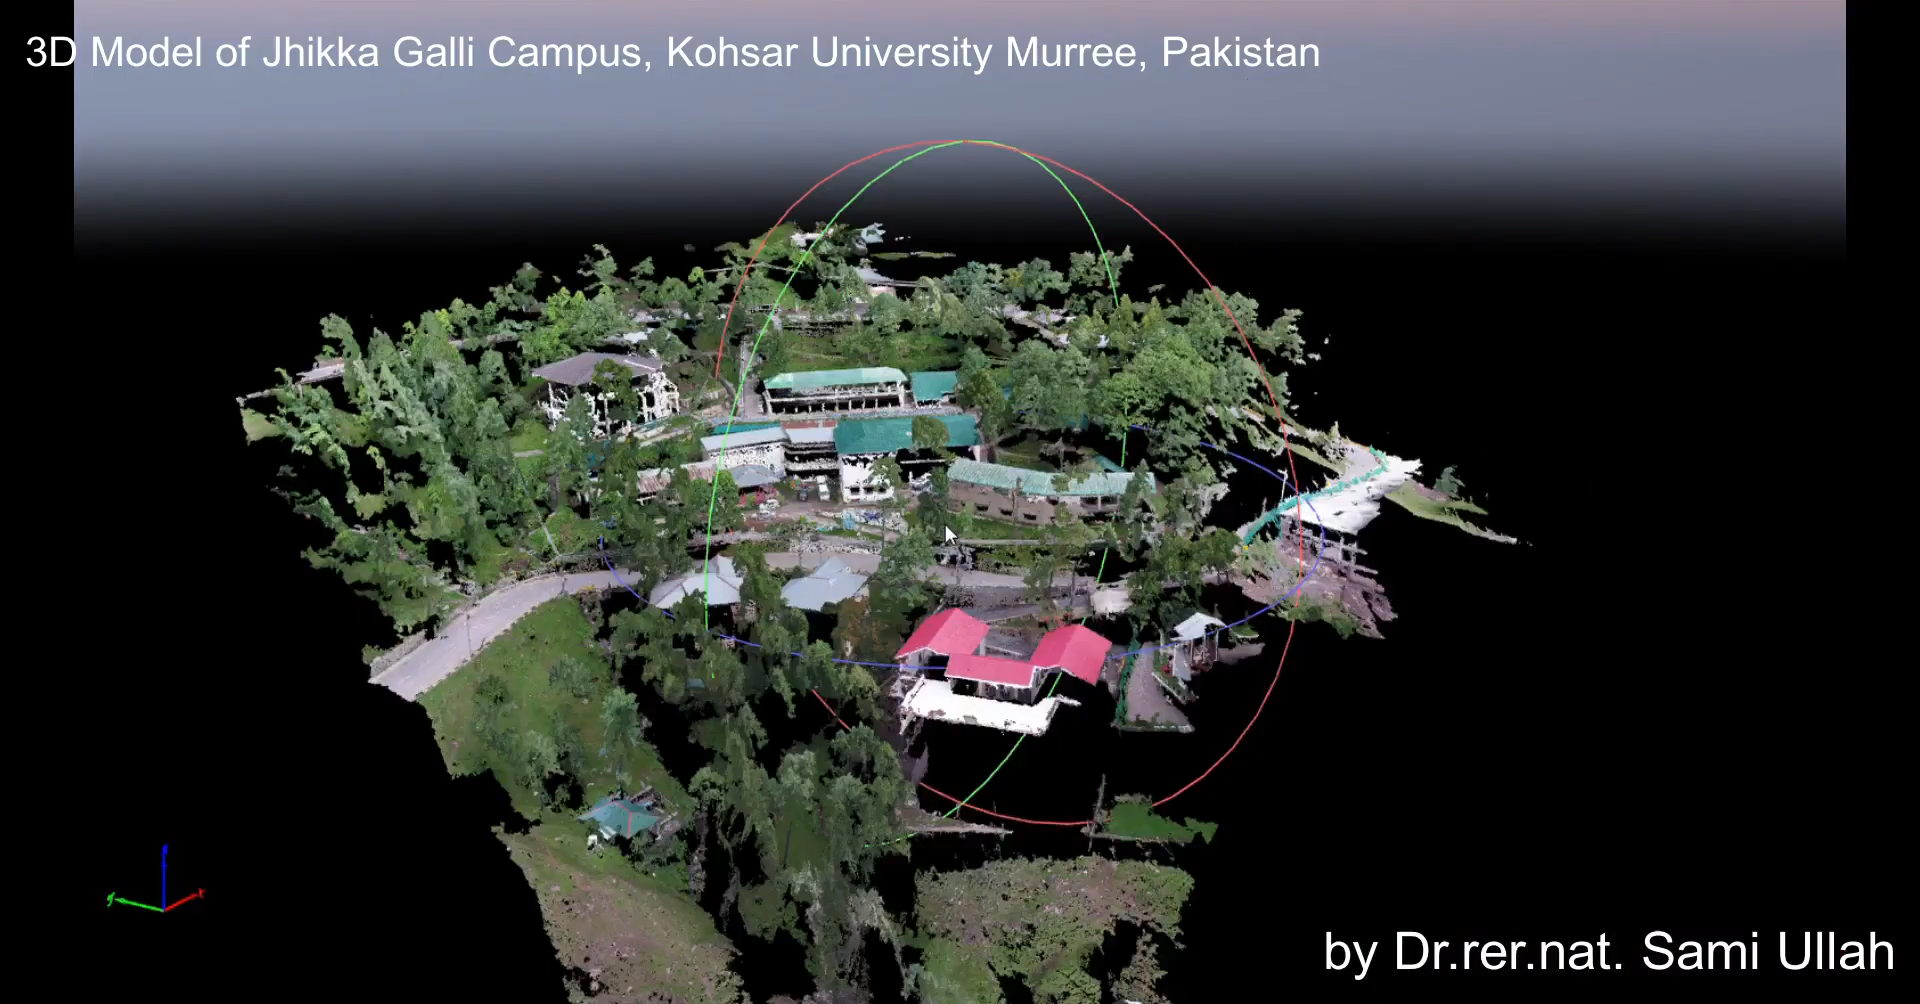 3D Model of Jhikka Galli Campus, Kohsar University Murree, Pakistan
by Dr.rer.nat. Sami Ullah